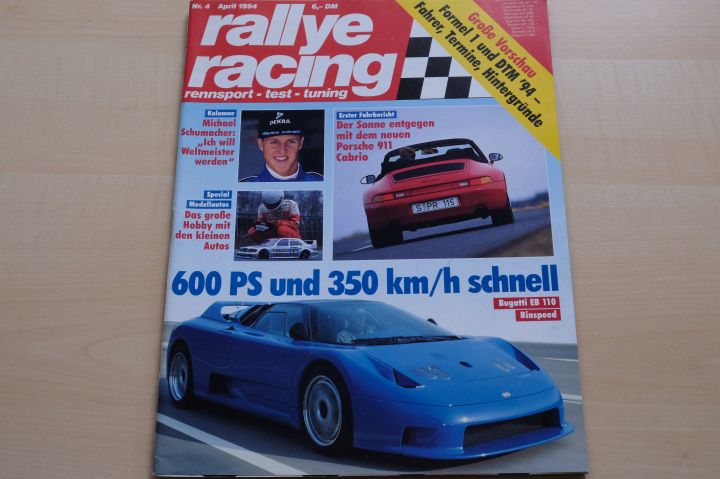 Nr. 4 April 1994 6,– DM
rallye
racing
rennsport - test - tuning
Große Vorschau
Formel 1 und DTM '94 –
Fahrer, Termine, Hintergründe
Kolumne
Michael
Schumacher:
„Ich will
Weltmeister
werden“
DEKRA
Erster Fahrbericht
Der Sonne entgegen
mit dem neuen
Porsche 911
Cabrio
S PR 115
Special
Modellautos
Das große
Hobby mit
den kleinen
Autos
600 PS und 350 km/h schnell
Bugatti EB 110
Rinspeed